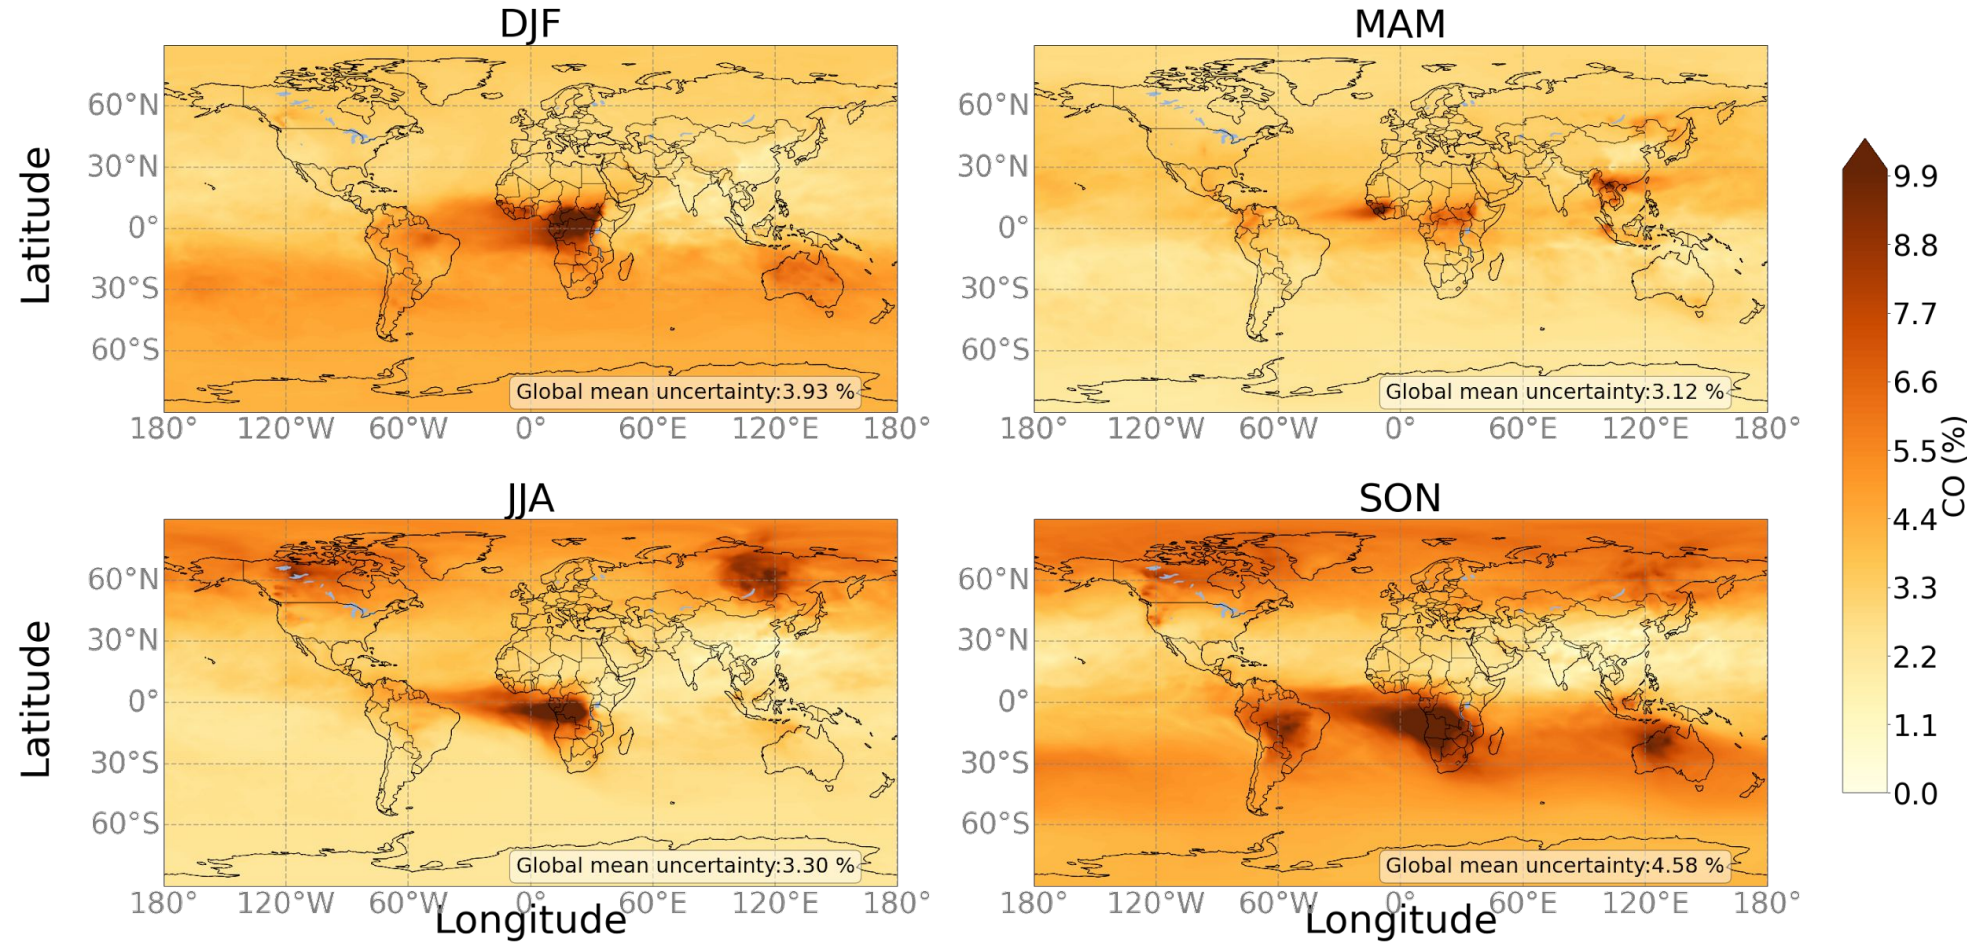 DJF
MAM
60°N
30°N
0°
30°S
60°S
Latitude
Global mean uncertainty:3.93 %
180° 120°W 60°W 0° 60°E 120°E 180°
60°N
30°N
0°
30°S
60°S
Global mean uncertainty:3.12 %
180° 120°W 60°W 0° 60°E 120°E 180°
JJA
SON
60°N
30°N
0°
30°S
60°S
Latitude
Global mean uncertainty:3.30 %
180° 120°W 60°W 0° 60°E 120°E 180°
Longitude
60°N
30°N
0°
30°S
60°S
Global mean uncertainty:4.58 %
180° 120°W 60°W 0° 60°E 120°E 180°
Longitude
9.9
8.8
7.7
6.6
5.5
4.4
3.3
2.2
1.1
0.0
CO (%)